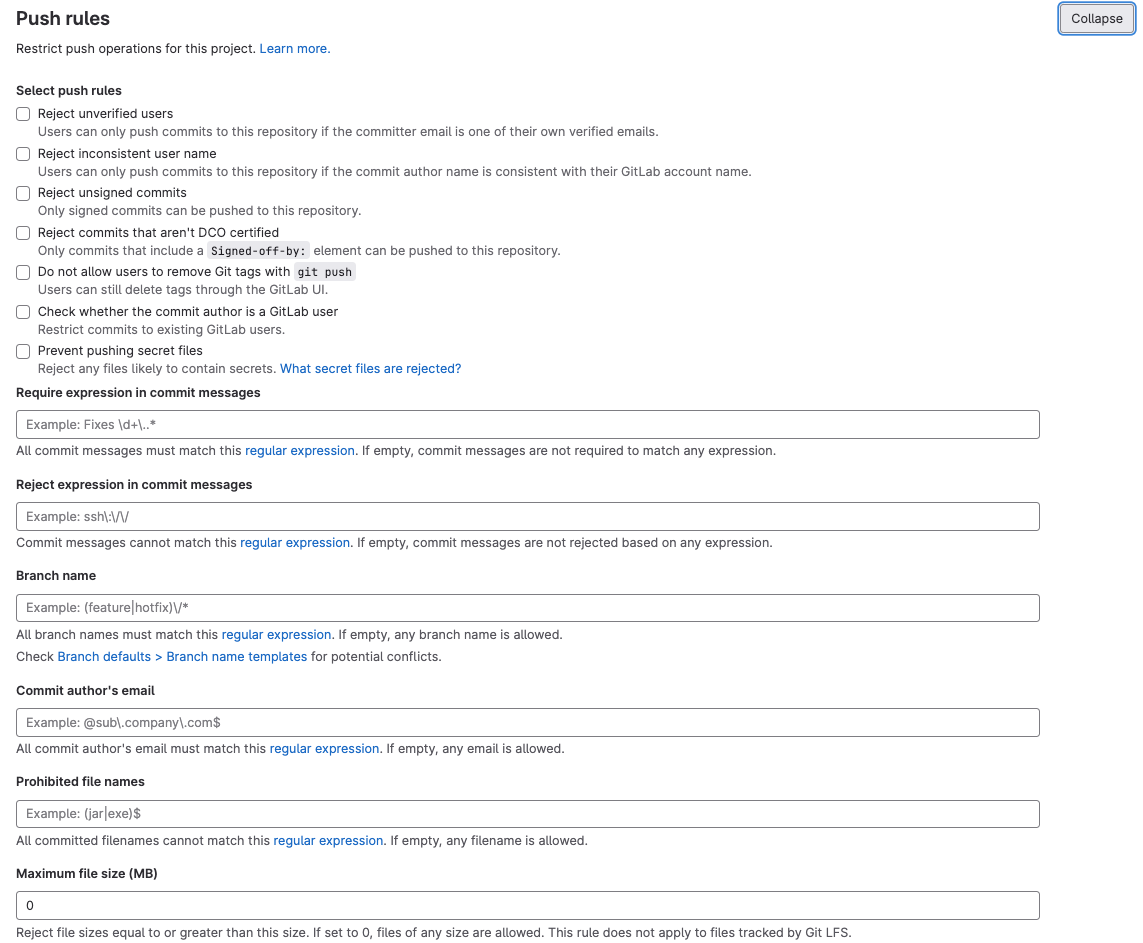 Push rules
Collapse
Restrict push operations for this project. Learn more.
Select push rules
Reject unverified users
Users can only push commits to this repository if the committer email is one of their own verified emails.
Reject inconsistent user name
Users can only push commits to this repository if the commit author name is consistent with their GitLab account name.
Reject unsigned commits
Only signed commits can be pushed to this repository.
Reject commits that aren't DCO certified
Only commits that include a Signed-off-by: element can be pushed to this repository.
Do not allow users to remove Git tags with git push
Users can still delete tags through the GitLab UI.
Check whether the commit author is a GitLab user
Restrict commits to existing GitLab users.
Prevent pushing secret files
Reject any files likely to contain secrets. What secret files are rejected?
Require expression in commit messages
Example: Fixes \d+\..*
All commit messages must match this regular expression. If empty, commit messages are not required to match any expression.
Reject expression in commit messages
Example: ssh\:\/\/
Commit messages cannot match this regular expression. If empty, commit messages are not rejected based on any expression.
Branch name
Example: (feature|hotfix)\/*
All branch names must match this regular expression. If empty, any branch name is allowed.
Check Branch defaults > Branch name templates for potential conflicts.
Commit author's email
Example: @sub\.company\.com$
All commit author's email must match this regular expression. If empty, any email is allowed.
Prohibited file names
Example: (jar|exe)$
All committed filenames cannot match this regular expression. If empty, any filename is allowed.
Maximum file size (MB)
0
Reject file sizes equal to or greater than this size. If set to 0, files of any size are allowed. This rule does not apply to files tracked by Git LFS.